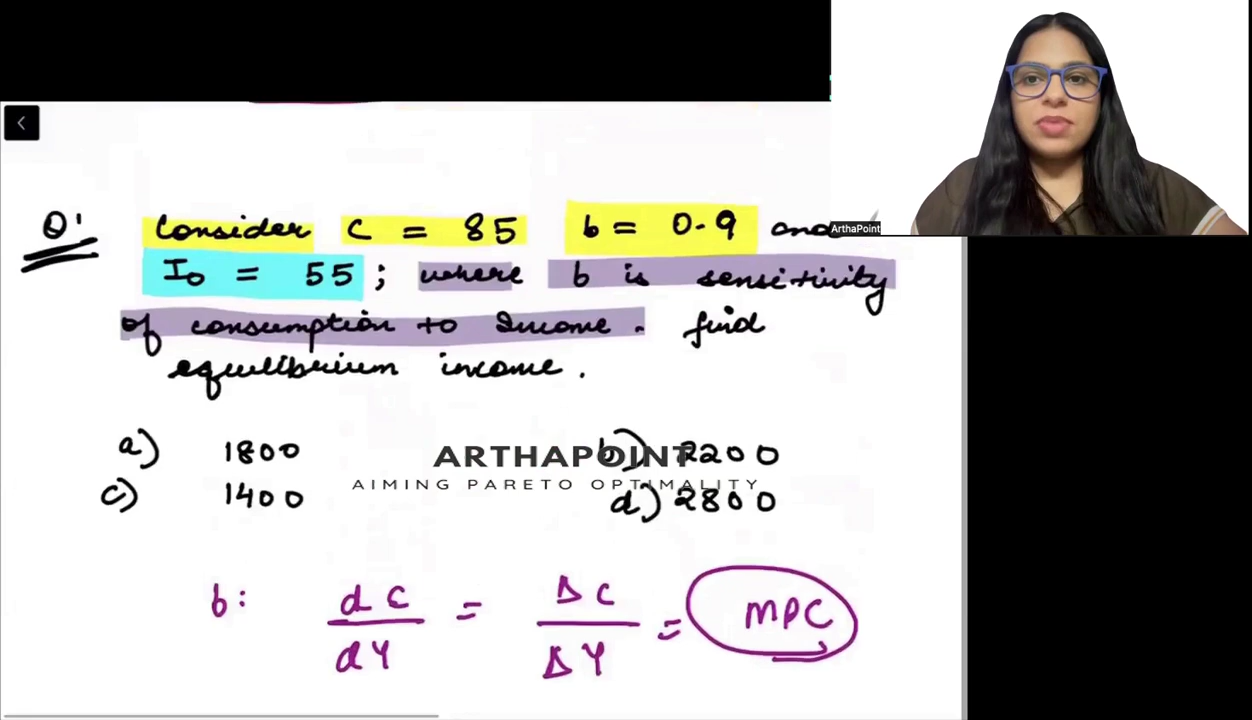 Q1 Consider C = 85 b = 0.9 and
I0 = 55 ; where b is sensitivity
of consumption to Income. find
equilibrium income.
a) 1800 b) 2200
c) 1400 d) 2800
ARTHAPOINT
AIMING PARETO OPTIMALITY
b: dC/dY = ΔC/ΔY = MPC
ArthaPoint